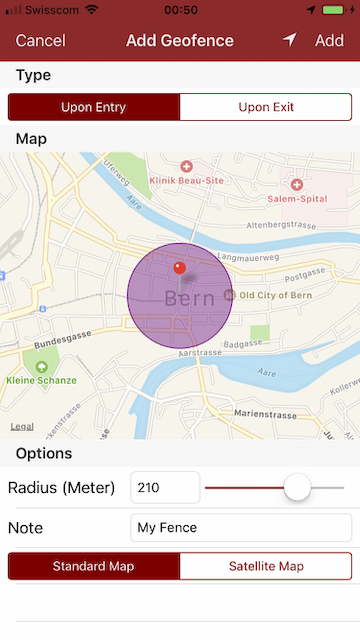 Swisscom 00:50
Cancel Add Geofence Add
Type
Upon Entry Upon Exit
Map
Uferweg
Aare
Klinik Beau-Site
Salem-Spital
Altenbergstrasse
Langmauerweg
Postgasse
Bern
Old City of Bern
Bundesgasse
Badgasse
Aarstrasse
Aare
Kleine Schanze
Marienstrasse
Legal
Options
Radius (Meter) 210
Note My Fence
Standard Map Satellite Map